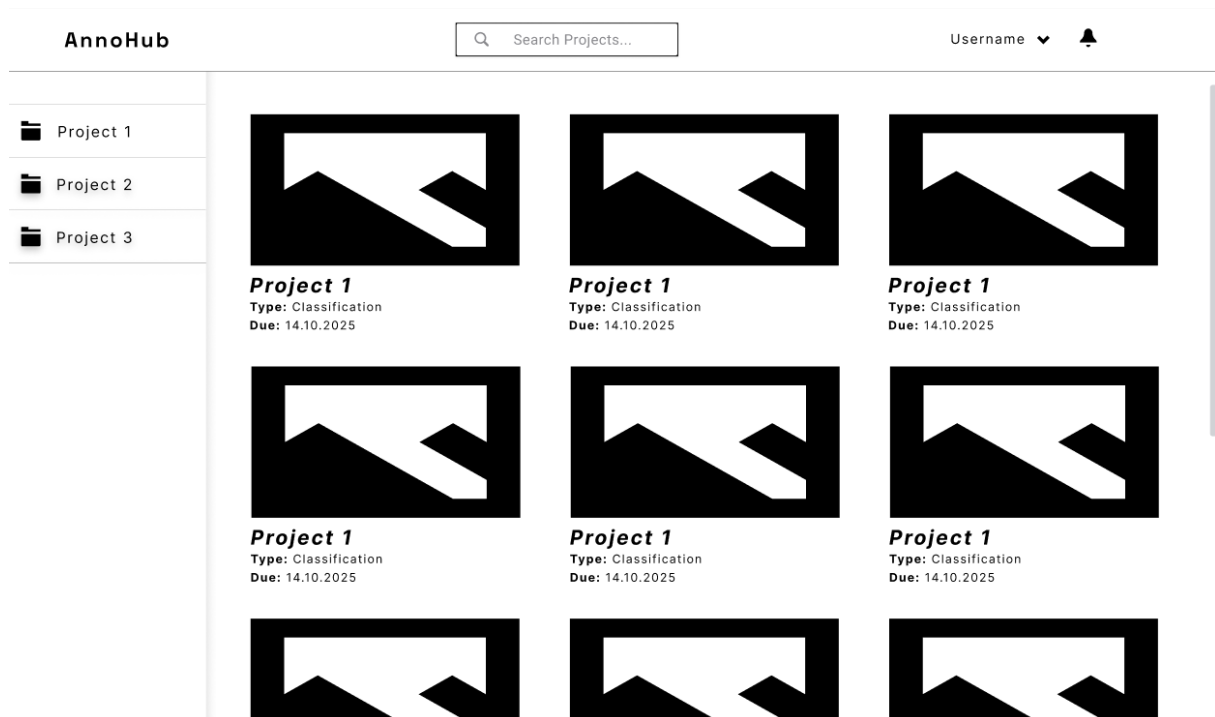 AnnoHub
Search Projects...
Username
Project 1
Project 2
Project 3
Project 1
Type: Classification
Due: 14.10.2025
Project 1
Type: Classification
Due: 14.10.2025
Project 1
Type: Classification
Due: 14.10.2025
Project 1
Type: Classification
Due: 14.10.2025
Project 1
Type: Classification
Due: 14.10.2025
Project 1
Type: Classification
Due: 14.10.2025